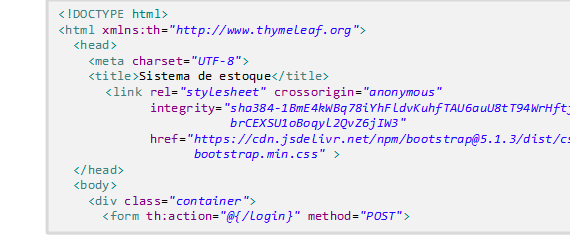 <!DOCTYPE html>
<html xmlns:th="http://www.thymeleaf.org">
<head>
<meta charset="UTF-8">
<title>Sistema de estoque</title>
<link rel="stylesheet" crossorigin="anonymous"
integrity="sha384-1BmE4kWBq78iYhFldvKuhfTAU6auU8tT94WrHftj
brCEXSU1oBoqyl2QvZ6jIW3"
href="https://cdn.jsdelivr.net/npm/bootstrap@5.1.3/dist/cs
bootstrap.min.css" >
</head>
<body>
<div class="container">
<form th:action="@{/login}" method="POST">